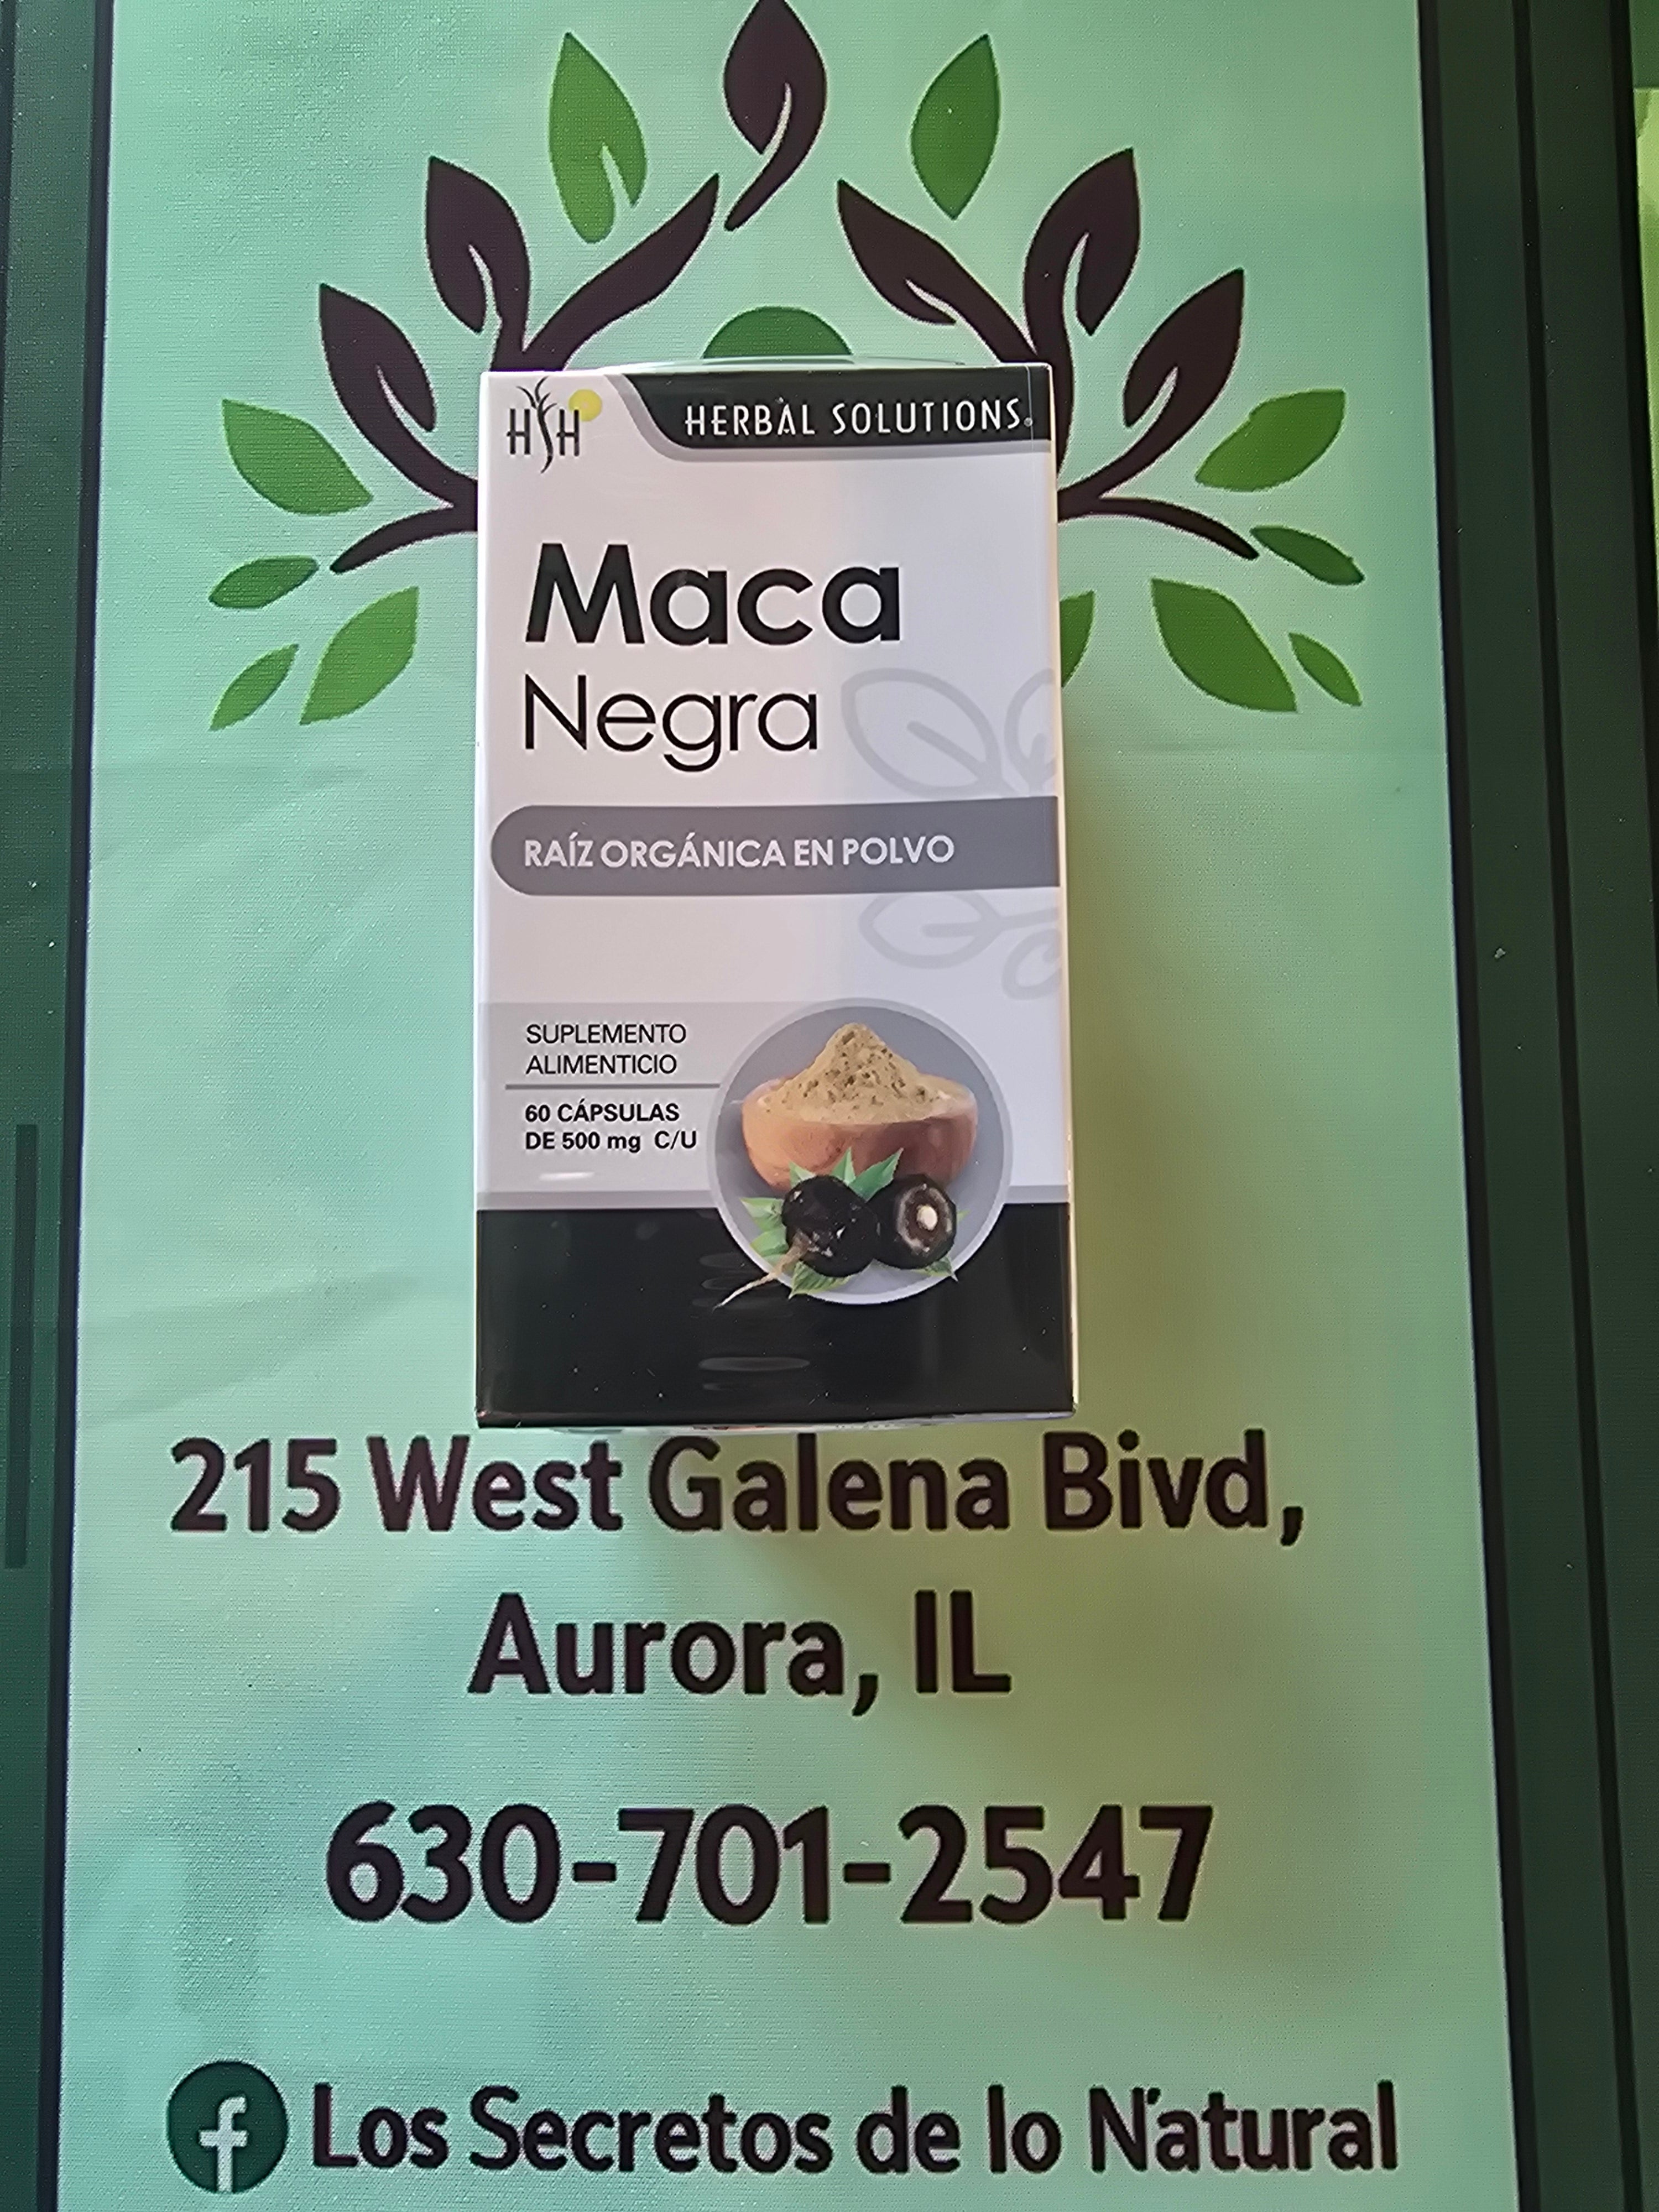 HSH
HERBAL SOLUTIONS®
Maca
Negra
RAÍZ ORGÁNICA EN POLVO
SUPLEMENTO
ALIMENTICIO
60 CÁPSULAS
DE 500 mg C/U
215 West Galena Bivd,
Aurora, IL
630-701-2547
f Los Secretos de lo Natural